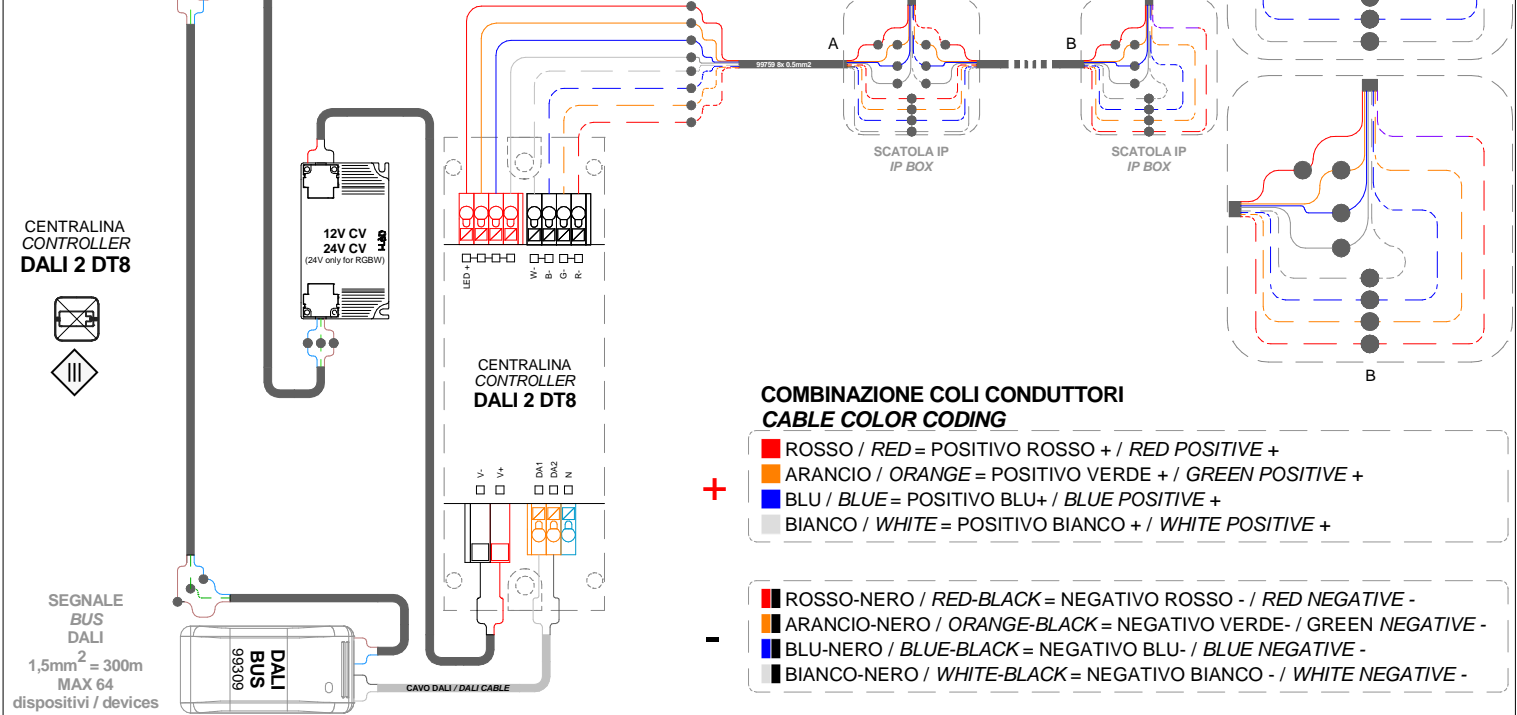 99759 8x 0.5mm2
A
B
SCATOLA IP
IP BOX
SCATOLA IP
IP BOX
B
CENTRALINA
CONTROLLER
DALI 2 DT8
12V CV
24V CV
(24V only for RGBW)
LED +
W-
B-
G-
R-
CENTRALINA
CONTROLLER
DALI 2 DT8
V-
V+
DA1
DA2
N
COMBINAZIONE COLI CONDUTTORI
CABLE COLOR CODING
+
ROSSO / RED = POSITIVO ROSSO + / RED POSITIVE +
ARANCIO / ORANGE = POSITIVO VERDE + / GREEN POSITIVE +
BLU / BLUE = POSITIVO BLU+ / BLUE POSITIVE +
BIANCO / WHITE = POSITIVO BIANCO + / WHITE POSITIVE +
-
ROSSO-NERO / RED-BLACK = NEGATIVO ROSSO - / RED NEGATIVE -
ARANCIO-NERO / ORANGE-BLACK = NEGATIVO VERDE- / GREEN NEGATIVE -
BLU-NERO / BLUE-BLACK = NEGATIVO BLU- / BLUE NEGATIVE -
BIANCO-NERO / WHITE-BLACK = NEGATIVO BIANCO - / WHITE NEGATIVE -
SEGNALE
BUS
DALI
1,5mm² = 300m
MAX 64
dispositivi / devices
DALI
BUS
99309
CAVO DALI / DALI CABLE